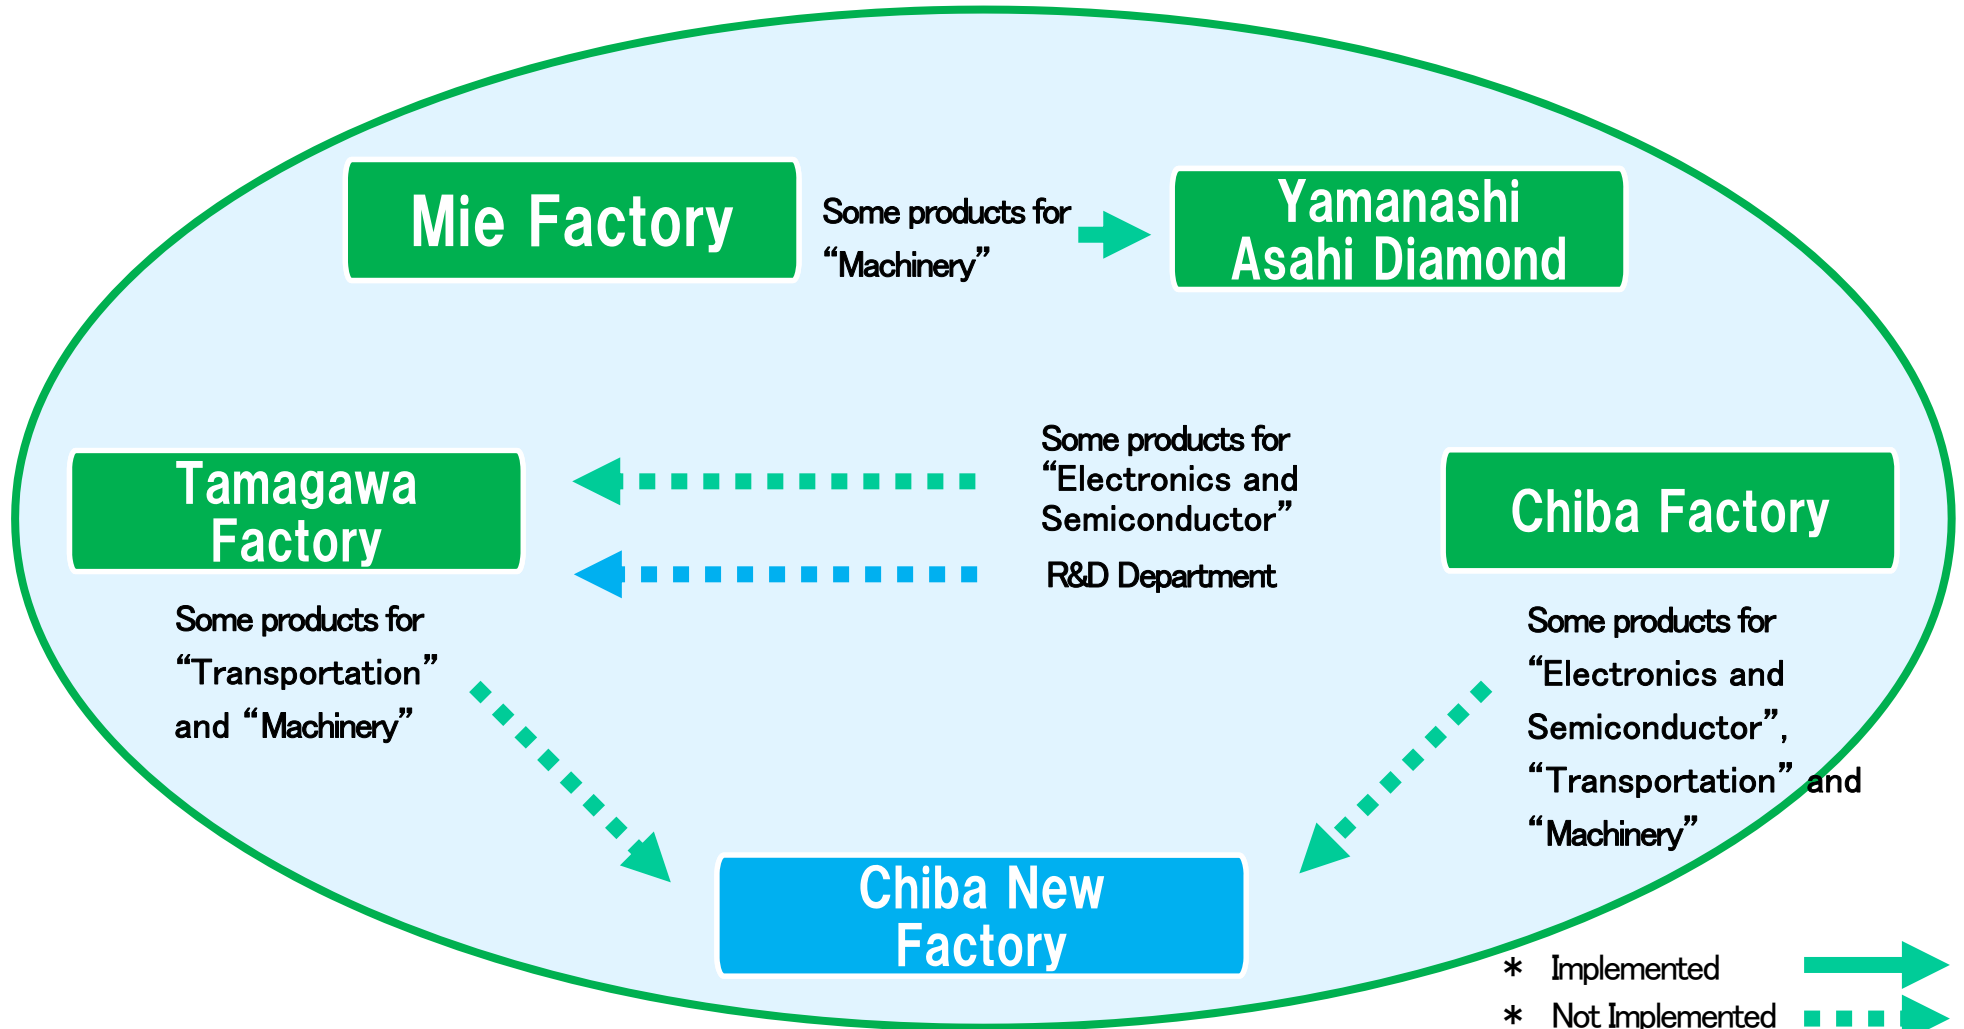 Mie Factory
Some products for
“Machinery”
Yamanashi
Asahi Diamond
Tamagawa
Factory
Some products for
“Electronics and
Semiconductor”
R&D Department
Chiba Factory
Some products for
“Transportation”
and “Machinery”
Some products for
“Electronics and
Semiconductor”,
“Transportation” and
“Machinery”
Chiba New
Factory
* Implemented
* Not Implemented